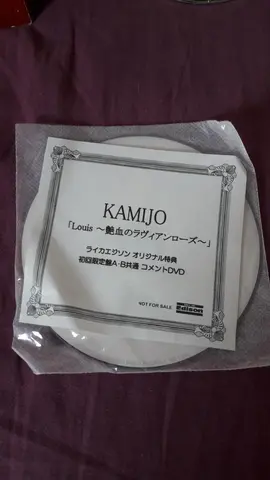 KAMIJO
「Louis ～艶血のラヴィアンローズ～」
ライカエジソン オリジナル特典
初回限定盤A・B共通 コメントDVD
NOT FOR SALE
Edison